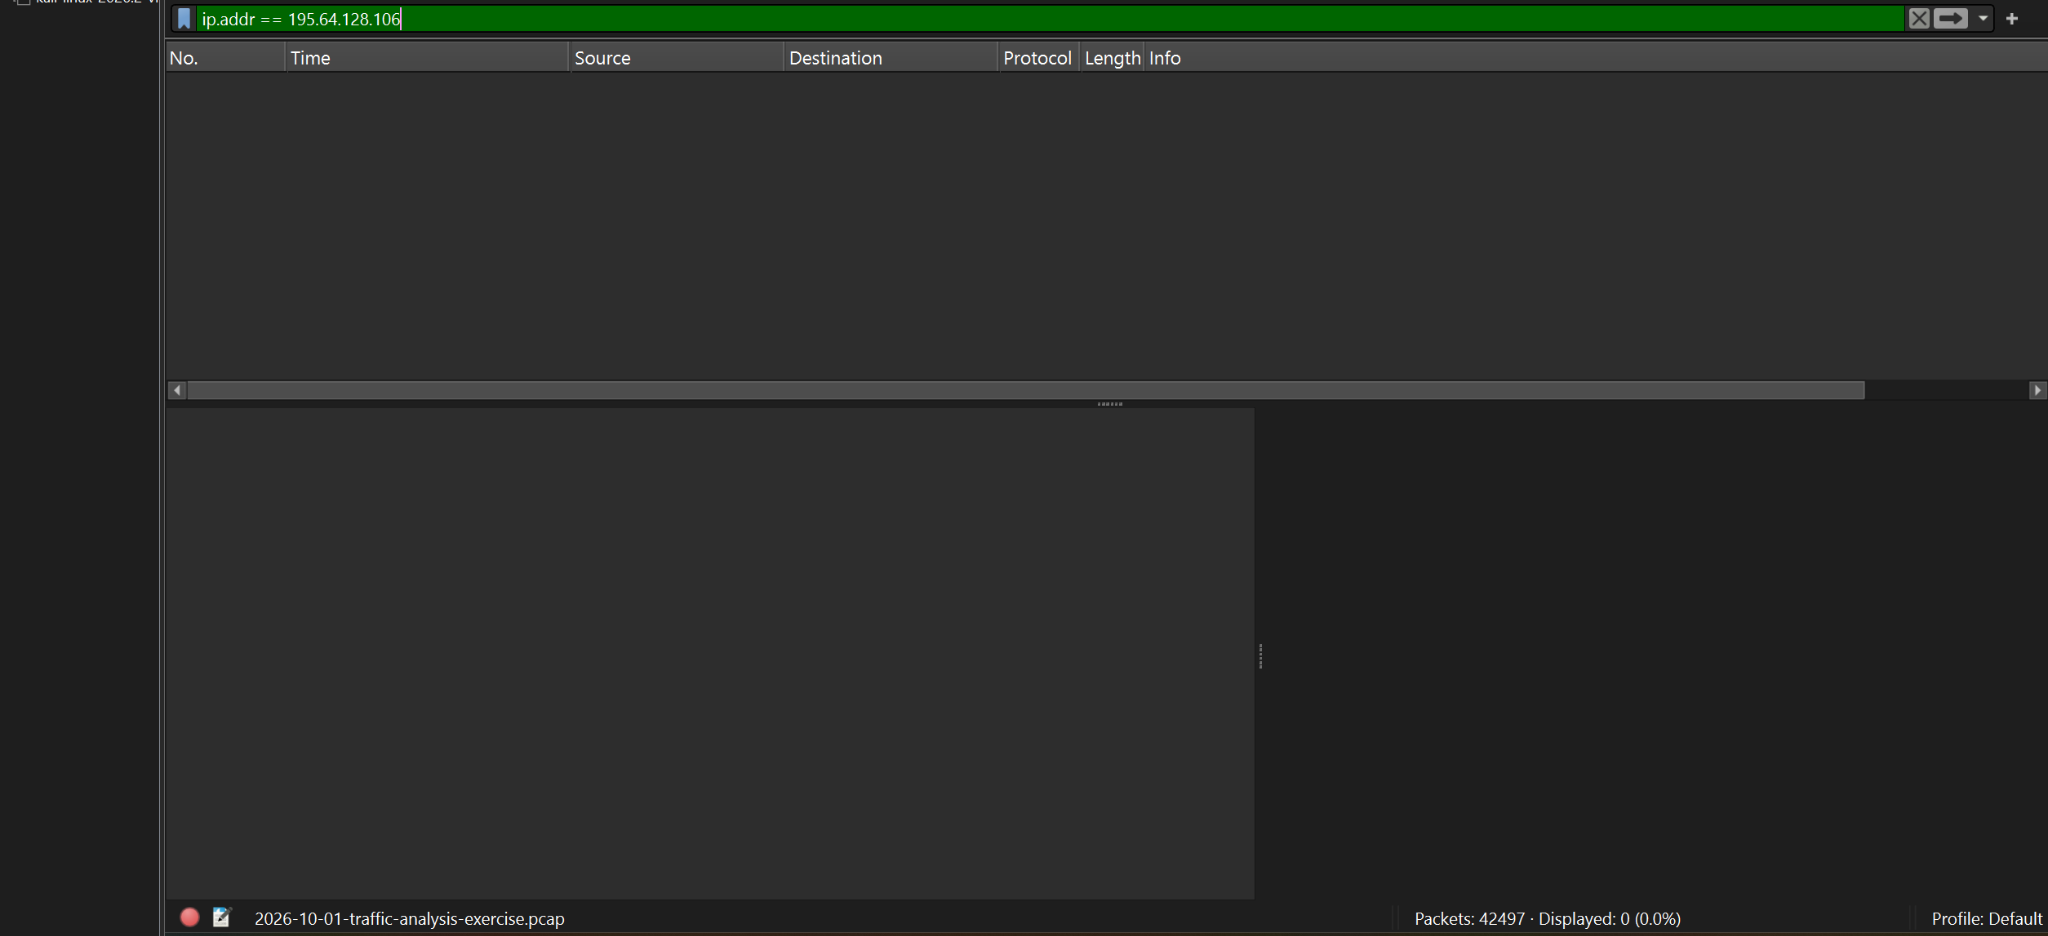 ip.addr == 195.64.128.106
No. Time Source Destination Protocol Length Info
2026-10-01-traffic-analysis-exercise.pcap Packets: 42497 · Displayed: 0 (0.0%) Profile: Default